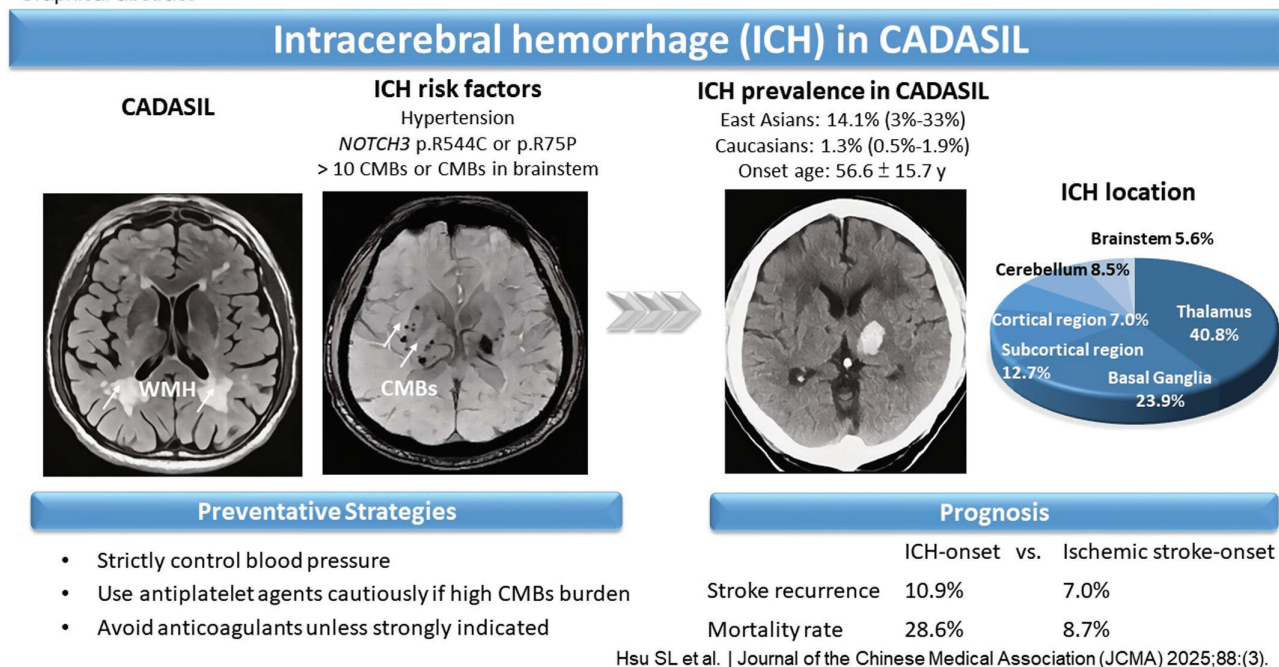 Intracerebral hemorrhage (ICH) in CADASIL
CADASIL
WMH
ICH risk factors
Hypertension
NOTCH3 p.R544C or p.R75P
> 10 CMBs or CMBs in brainstem
CMBs
ICH prevalence in CADASIL
East Asians: 14.1% (3%-33%)
Caucasians: 1.3% (0.5%-1.9%)
Onset age: 56.6 ± 15.7 y
ICH location
Brainstem 5.6%
Cerebellum 8.5%
Cortical region 7.0%
Subcortical region
12.7%
Thalamus
40.8%
Basal Ganglia
23.9%
Preventative Strategies
• Strictly control blood pressure
• Use antiplatelet agents cautiously if high CMBs burden
• Avoid anticoagulants unless strongly indicated
Prognosis
ICH-onset vs. Ischemic stroke-onset
Stroke recurrence 10.9% 7.0%
Mortality rate 28.6% 8.7%
Hsu SL et al. | Journal of the Chinese Medical Association (JCMA) 2025;88:(3).